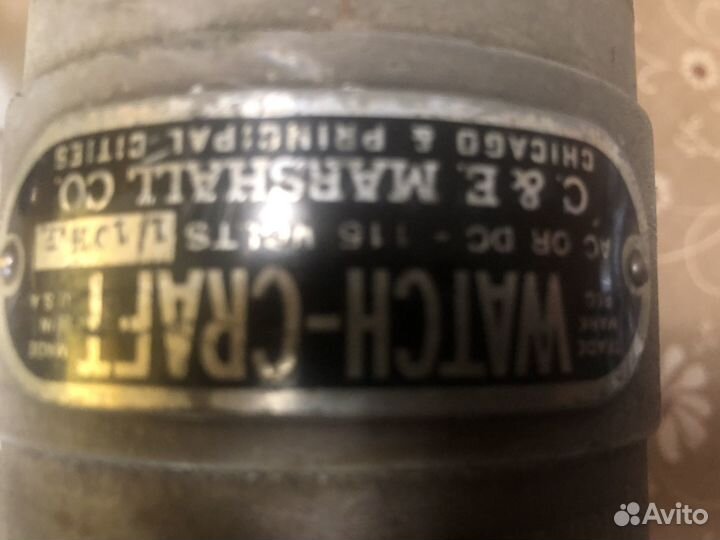 TRADE MARK REG.
WATCH-CRAFT
MADE IN U.S.A.
AC OR DC - 115 VOLTS
C. & E. MARSHALL CO.
CHICAGO & PRINCIPAL CITIES
Avito